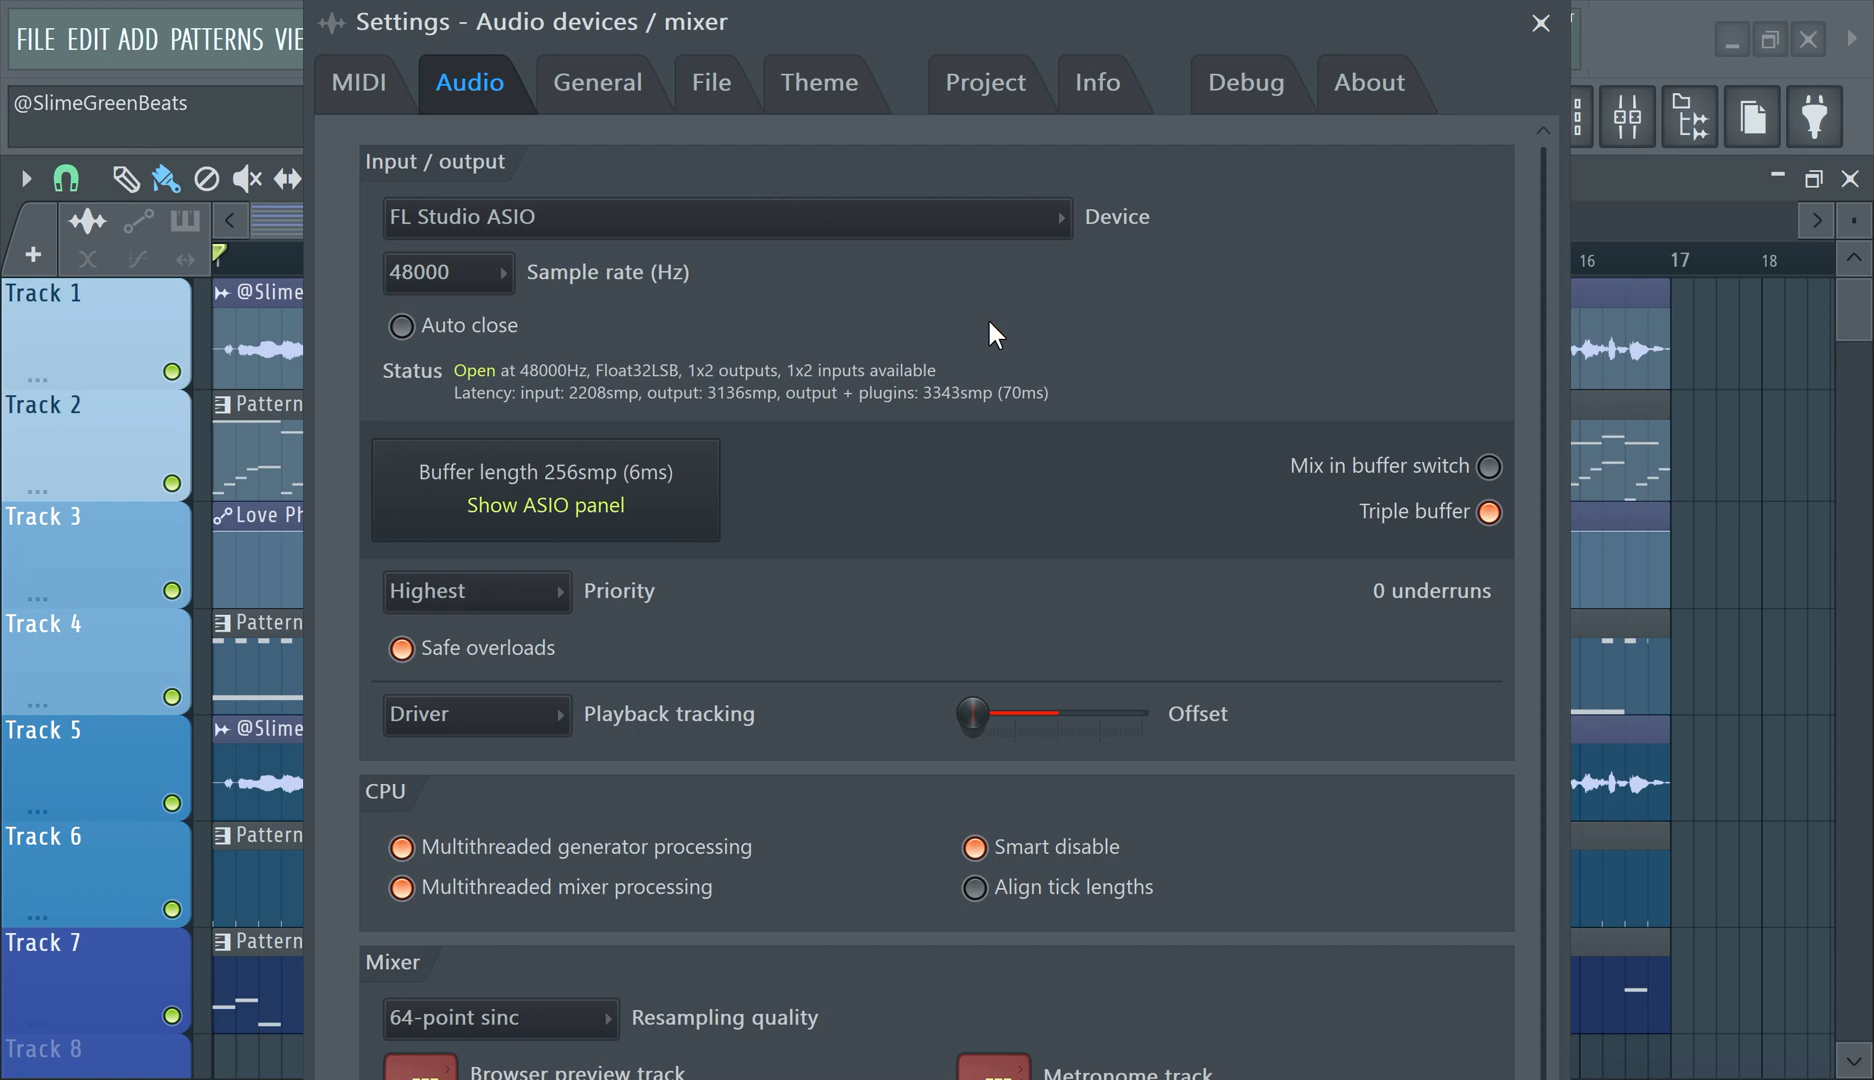 Settings - Audio devices / mixer
FILE EDIT ADD PATTERNS VIE
MIDI
Audio
General
File
Theme
Project
Info
Debug
About
@SlimeGreenBeats
Input / output
FL Studio ASIO
Device
48000
Sample rate (Hz)
16 17 18
Auto close
Status Open at 48000Hz, Float32LSB, 1x2 outputs, 1x2 inputs available
Latency: input: 2208smp, output: 3136smp, output + plugins: 3343smp (70ms)
Buffer length 256smp (6ms)
Show ASIO panel
Mix in buffer switch
Triple buffer
Highest
Priority
0 underruns
Safe overloads
Driver
Playback tracking
Offset
CPU
Multithreaded generator processing
Smart disable
Multithreaded mixer processing
Align tick lengths
Mixer
64-point sinc
Resampling quality
Browser preview track
Metronome track
Track 1
@Slime
Track 2
Pattern
Track 3
Love Ph
Track 4
Pattern
Track 5
@Slime
Track 6
Pattern
Track 7
Pattern
Track 8